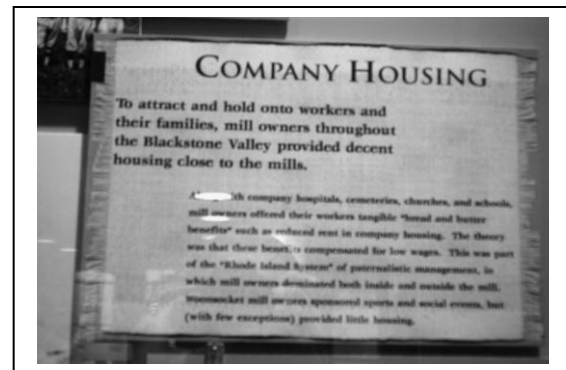 COMPANY HOUSING
To attract and hold onto workers and
their families, mill owners throughout
the Blackstone Valley provided decent
housing close to the mills.
company hospitals, cemeteries, churches, and schools,
mill owners offered their workers tangible "bread and butter
benefits" such as reduced rent in company housing. The theory
was that these compensated for low wages. This was part
of the "Rhode Island System" of paternalistic management, in
which mill owners dominated both inside and outside the mill.
Woonsocket mill owners sponsored sports and social events, but
(with few exceptions) provided little housing.